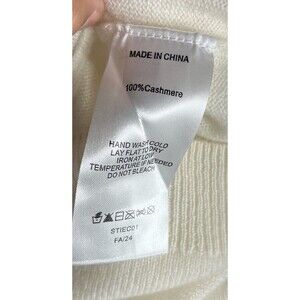 MADE IN CHINA
100%Cashmere
HAND WASH COLD
LAY FLAT TO DRY
IRON AT LOW
TEMPERATURE IF NEEDED
DO NOT BLEACH
STIEC01
FA/24